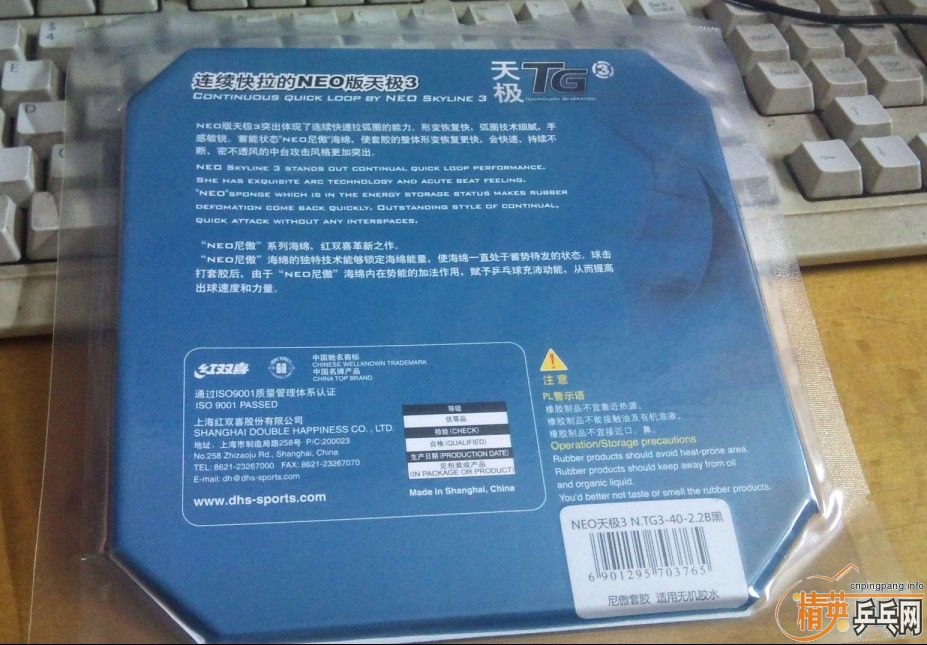 连续快拉的NEO版天极3
CONTINUOUS QUICK LOOP BY NEO SKYLINE 3
天极 TG3
TECHNOLOGY GENERATION
NEO版天极3突出体现了连续快速拉弧圈的能力。形变恢复快，弧圈技术细腻，手
感敏锐。蓄能状态"NEO尼傲"海绵，使套胶的整体形变恢复更快，会快速、持续不
断、密不透风的中台攻击风格更加突出。
NEO SKYLINE 3 STANDS OUT CONTINUAL QUICK LOOP PERFORMANCE.
SHE HAS EXQUISITE ARC TECHNOLOGY AND ACUTE BEAT FEELING.
"NEO"SPONGE WHICH IS IN THE ENERGY STORAGE STATUS MAKES RUBBER
DEFOMATION COME BACK QUICKLY. OUTSTANDING STYLE OF CONTINUAL,
QUICK ATTACK WITHOUT ANY INTERSPACES.
"NEO尼傲"系列海绵，红双喜革新之作。
"NEO尼傲"海绵的独特技术能够锁定海绵能量，使海绵一直处于蓄势待发的状态。球击
打套胶后，由于"NEO尼傲"海绵内在势能的加法作用，赋予乒乓球充沛动能，从而提高
出球速度和力量。
红双喜
中国驰名商标
CHINESE WELLKNOWN TRADEMARK
中国名牌产品
CHINA TOP BRAND
通过ISO9001质量管理体系认证
ISO 9001 PASSED
上海红双喜股份有限公司
SHANGHAI DOUBLE HAPPINESS CO., LTD.
地址：上海市制造局路258号 P/C:200023
No.258 Zhizaoju Rd., Shanghai, China
TEL: 8621-23267000 FAX: 8621-23267070
E-mail: dh@dhs-sports.com
www.dhs-sports.com
等级
优等品
检验(CHECK)
合格(QUALIFIED)
生产日期(PRODUCTION DATE)
见包装或产品
(IN PACKAGE OR PRODUCT)
Made in Shanghai, China
注意
PL警示语
橡胶制品不宜靠近热源。
橡胶制品不能接触油及有机溶液。
橡胶制品不宜接近口、鼻。
Operation/Storage precautions
Rubber products should avoid heat-prone area.
Rubber products should keep away from oil
and organic liquid.
You'd better not taste or smell the rubber products.
NEO天极3 N.TG3-40-2.2B黑
6 901295 703765
尼傲套胶 适用无机胶水
cnpingpang.info
精英乒乓网